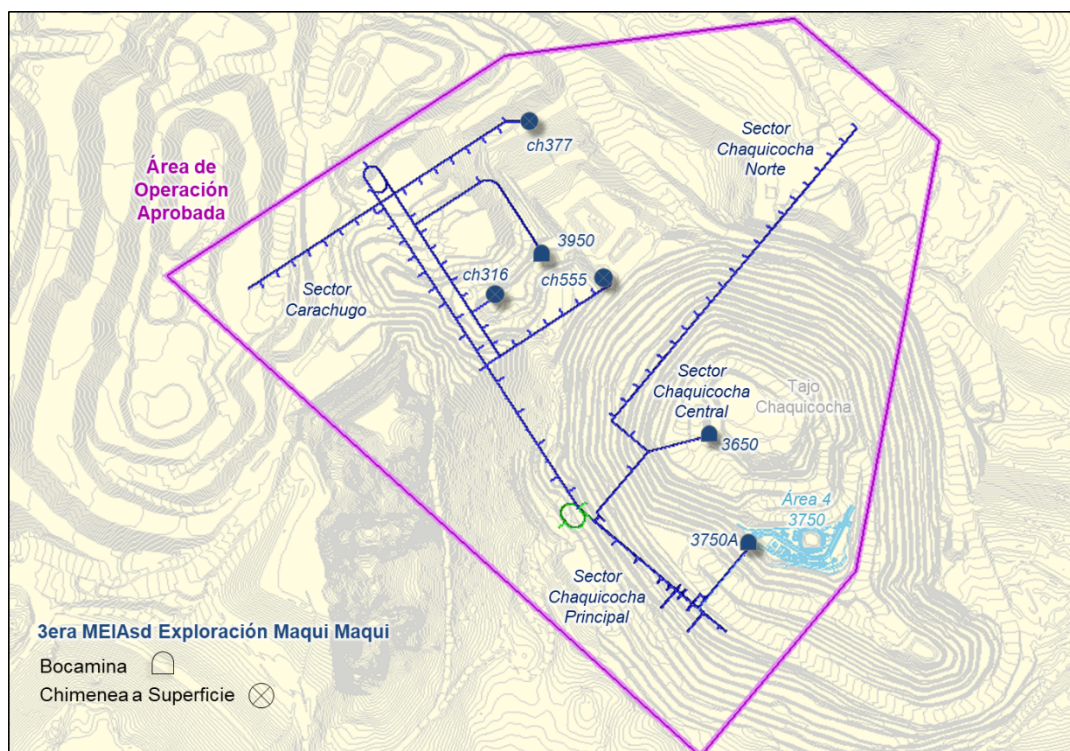 Área de
Operación
Aprobada
ch377
Sector
Chaquicocha
Norte
3950
ch316
ch555
Sector
Carachugo
Sector
Chaquicocha
Central
Tajo
Chaquicocha
3650
Área 4
3750
3750A
Sector
Chaquicocha
Principal
3era MEIAsd Exploración Maqui Maqui
Bocamina
Chimenea a Superficie